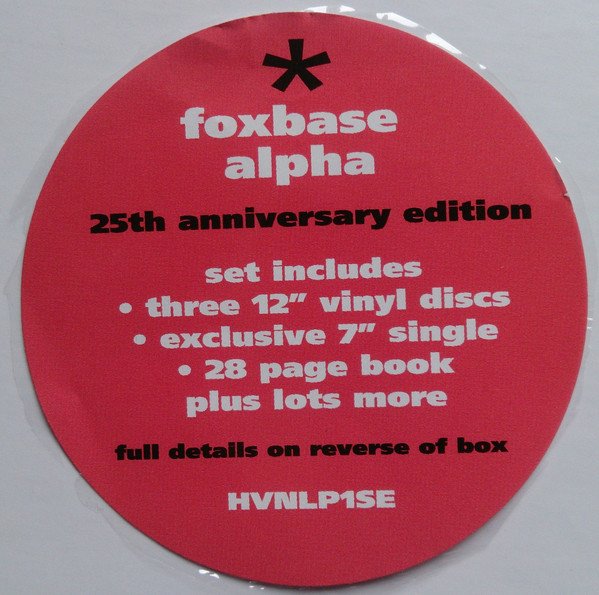 *
foxbase
alpha
25th anniversary edition
set includes
• three 12” vinyl discs
• exclusive 7” single
• 28 page book
plus lots more
full details on reverse of box
HVNLP1SE